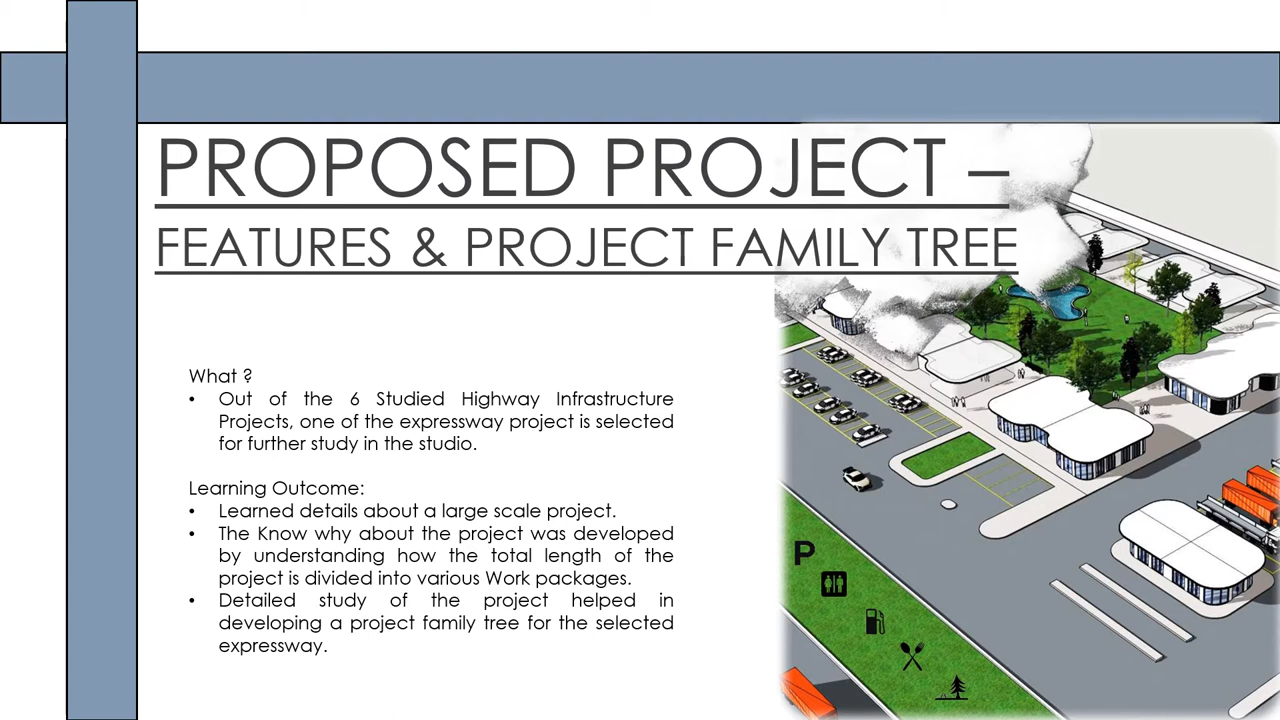 PROPOSED PROJECT –
FEATURES & PROJECT FAMILY TREE
What ?
• Out of the 6 Studied Highway Infrastructure
Projects, one of the expressway project is selected
for further study in the studio.
Learning Outcome:
• Learned details about a large scale project.
• The Know why about the project was developed
by understanding how the total length of the
project is divided into various Work packages.
• Detailed study of the project helped in
developing a project family tree for the selected
expressway.
P